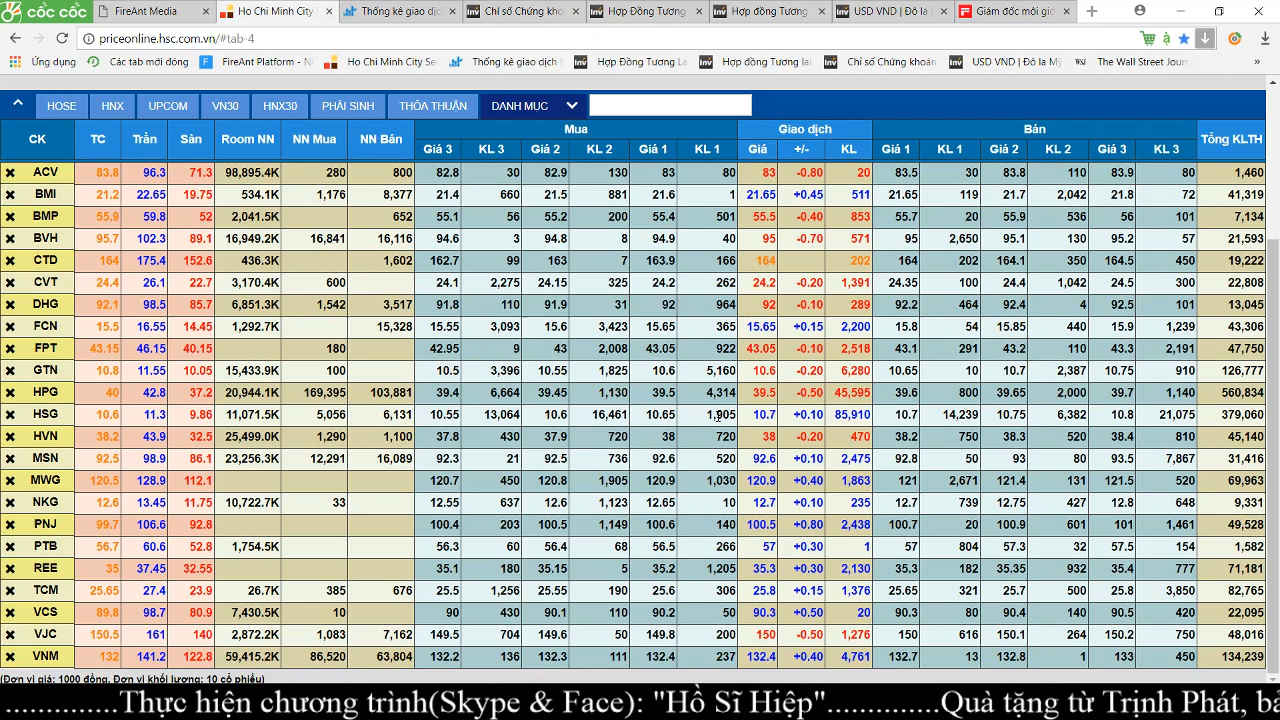 cốc cốc FireAnt Media Ho Chi Minh City Thống kê giao dịc Chỉ số Chứng kho Hợp Đồng Tương Hợp đồng Tương USD VND | Đô la Giám đốc môi giớ
priceonline.hsc.com.vn/#tab-4
Ứng dụng Các tab mới đóng FireAnt Platform - N Ho Chi Minh City Sec Thống kê giao dịch Hợp Đồng Tương La Hợp đồng Tương lai Chỉ số Chứng khoán USD VND | Đô la Mỹ The Wall Street Jour »
HOSE HNX UPCOM VN30 HNX30 PHÁI SINH THỎA THUẬN DANH MỤC
CK TC Trần Sàn Room NN NN Mua NN Bán Mua Giao dịch Bán Tổng KLTH
Giá 3 KL 3 Giá 2 KL 2 Giá 1 KL 1 Giá +/- KL Giá 1 KL 1 Giá 2 KL 2 Giá 3 KL 3
ACV 83.8 96.3 71.3 98,895.4K 280 800 82.8 30 82.9 130 83 80 83 -0.80 20 83.5 30 83.8 110 83.9 80 1,460
BMI 21.2 22.65 19.75 534.1K 1,176 8,377 21.4 660 21.5 881 21.6 1 21.65 +0.45 511 21.65 119 21.7 2,042 21.8 72 41,319
BMP 55.9 59.8 52 2,041.5K 652 55.1 56 55.2 200 55.4 501 55.5 -0.40 853 55.7 20 55.9 536 56 101 7,134
BVH 95.7 102.3 89.1 16,949.2K 16,841 16,116 94.6 3 94.8 8 94.9 40 95 -0.70 571 95 2,650 95.1 130 95.2 57 21,593
CTD 164 175.4 152.6 436.3K 1,602 162.7 99 163 7 163.9 166 164 202 164 202 164.1 350 164.5 450 19,222
CVT 24.4 26.1 22.7 3,170.4K 600 24.1 2,275 24.15 325 24.2 262 24.2 -0.20 1,391 24.35 100 24.4 1,042 24.5 300 22,808
DHG 92.1 98.5 85.7 6,851.3K 1,542 3,517 91.8 110 91.9 31 92 964 92 -0.10 289 92.2 464 92.4 4 92.5 101 13,045
FCN 15.5 16.55 14.45 1,292.7K 15,328 15.55 3,093 15.6 3,423 15.65 365 15.65 +0.15 2,200 15.8 54 15.85 440 15.9 1,239 43,306
FPT 43.15 46.15 40.15 180 42.95 9 43 2,008 43.05 922 43.05 -0.10 2,518 43.1 291 43.2 110 43.3 2,191 47,750
GTN 10.8 11.55 10.05 15,433.9K 100 10.5 3,396 10.55 1,825 10.6 5,160 10.6 -0.20 6,280 10.65 10 10.7 2,387 10.75 910 126,777
HPG 40 42.8 37.2 20,944.1K 169,395 103,881 39.4 6,664 39.45 1,130 39.5 4,314 39.5 -0.50 45,595 39.6 800 39.65 2,000 39.7 1,140 560,834
HSG 10.6 11.3 9.86 11,071.5K 5,056 6,131 10.55 13,064 10.6 16,461 10.65 1,905 10.7 +0.10 85,910 10.7 14,239 10.75 6,382 10.8 21,075 379,060
HVN 38.2 43.9 32.5 25,499.0K 1,290 1,100 37.8 430 37.9 720 38 720 38 -0.20 470 38.2 750 38.3 520 38.4 810 45,140
MSN 92.5 98.9 86.1 23,256.3K 12,291 16,089 92.3 21 92.5 736 92.6 520 92.6 +0.10 2,475 92.8 50 93 80 93.5 7,867 31,416
MWG 120.5 128.9 112.1 120.7 450 120.8 1,905 120.9 1,030 120.9 +0.40 1,863 121 2,671 121.4 131 121.5 520 69,963
NKG 12.6 13.45 11.75 10,722.7K 33 12.55 637 12.6 1,123 12.65 10 12.7 +0.10 235 12.7 739 12.75 427 12.8 648 9,331
PNJ 99.7 106.6 92.8 100.4 203 100.5 1,149 100.6 140 100.5 +0.80 2,438 100.7 20 100.9 601 101 1,461 49,528
PTB 56.7 60.6 52.8 1,754.5K 56.3 60 56.4 68 56.5 266 57 +0.30 1 57 804 57.3 32 57.5 154 1,582
REE 35 37.45 32.55 35.1 180 35.15 5 35.2 1,205 35.3 +0.30 2,130 35.3 182 35.35 932 35.4 777 71,181
TCM 25.65 27.4 23.9 26.7K 385 676 25.5 1,256 25.55 190 25.6 306 25.8 +0.15 1,376 25.65 321 25.7 500 25.8 3,850 82,765
VCS 89.8 98.7 80.9 7,430.5K 10 90 430 90.1 110 90.2 50 90.3 +0.50 20 90.3 80 90.4 140 90.5 420 22,095
VJC 150.5 161 140 2,872.2K 1,083 7,162 149.5 704 149.6 50 149.8 200 150 -0.50 1,276 150 616 150.1 264 150.2 750 48,016
VNM 132 141.2 122.8 59,415.2K 86,520 63,804 132.2 136 132.3 111 132.4 237 132.4 +0.40 4,761 132.7 13 132.8 1 133 450 134,239
(Đơn vị giá: 1000 đồng. Đơn vị khối lượng: 10 cổ phiếu)
..............Thực hiện chương trình(Skype & Face): "Hồ Sĩ Hiệp"..............Quà tặng từ Trịnh Phát, bá